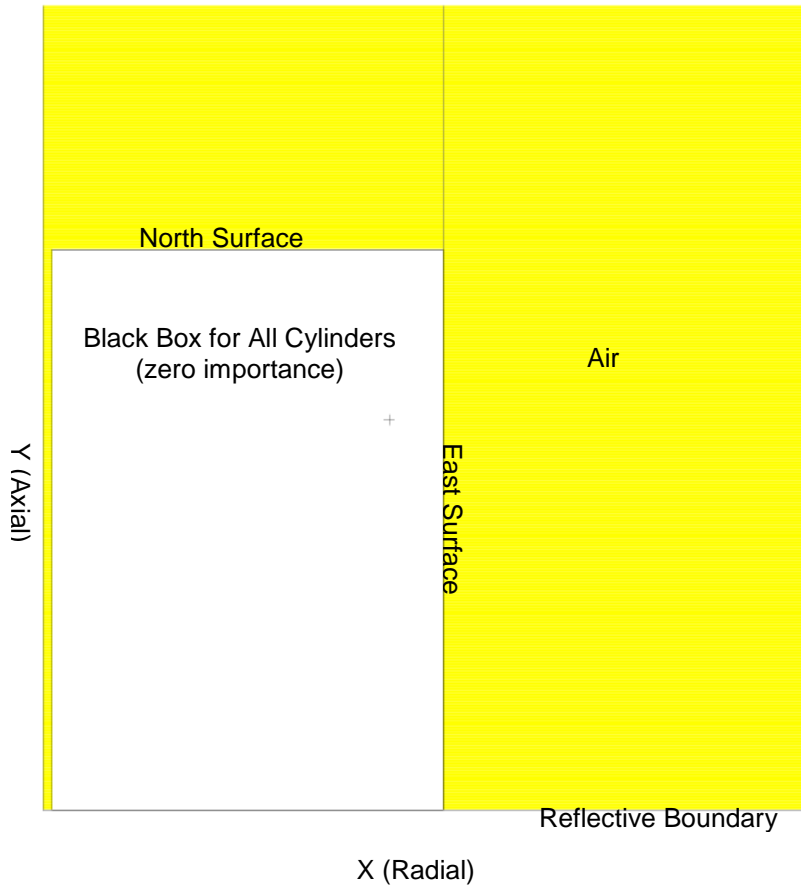 North Surface
Black Box for All Cylinders
(zero importance)
Air
Y (Axial)
East Surface
Reflective Boundary
X (Radial)